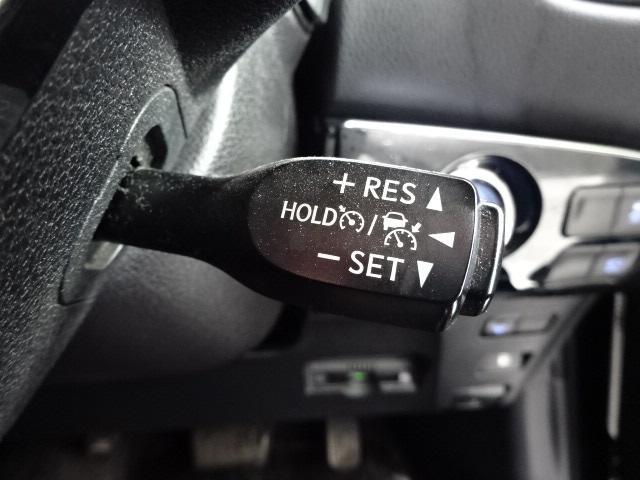 + RES ▲
HOLD / ◀
− SET ▼